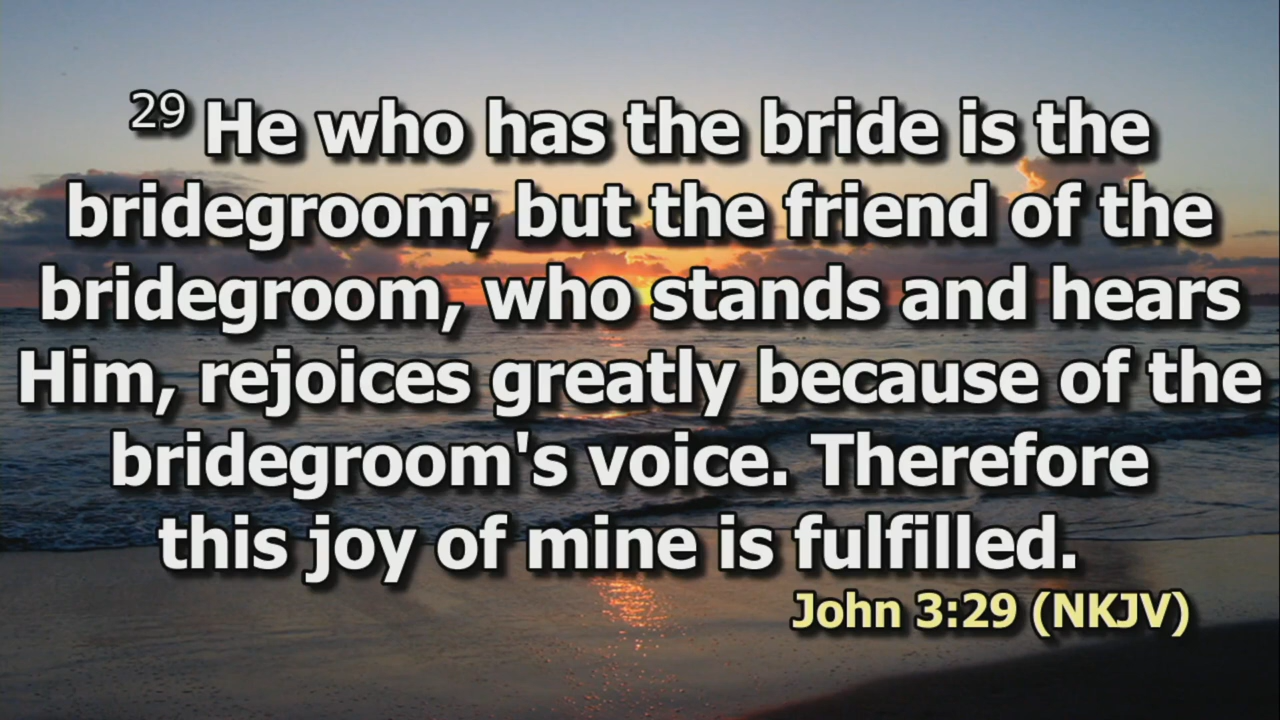 29 He who has the bride is the
bridegroom; but the friend of the
bridegroom, who stands and hears
Him, rejoices greatly because of the
bridegroom's voice. Therefore
this joy of mine is fulfilled.
John 3:29 (NKJV)